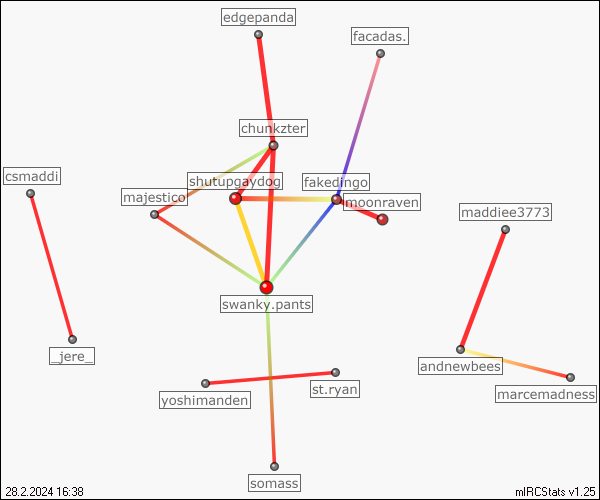 edgepanda
facadas.
chunkzter
csmaddi
shutupgaydog
fakedingo
majestico
moonraven
maddiee3773
swanky.pants
_jere_
andnewbees
st.ryan
marcemadness
yoshimanden
somass
28.2.2024 16:38
mIRCStats v1.25